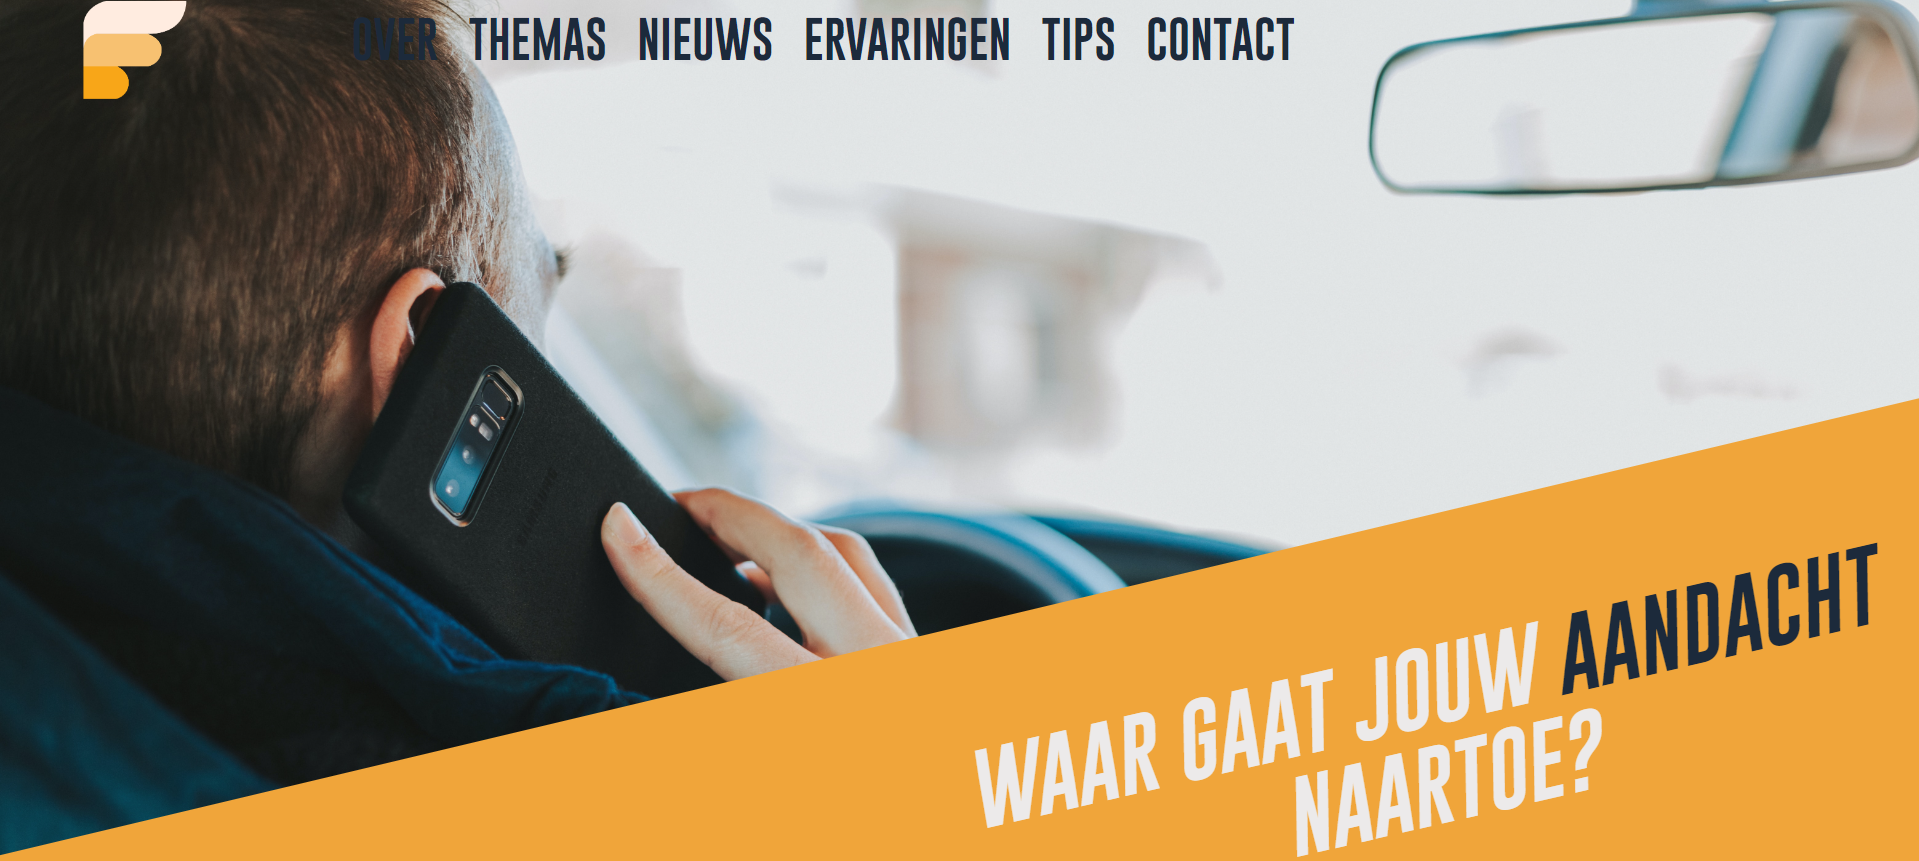 OVER THEMAS NIEUWS ERVARINGEN TIPS CONTACT
WAAR GAAT JOUW AANDACHT
NAARTOE?